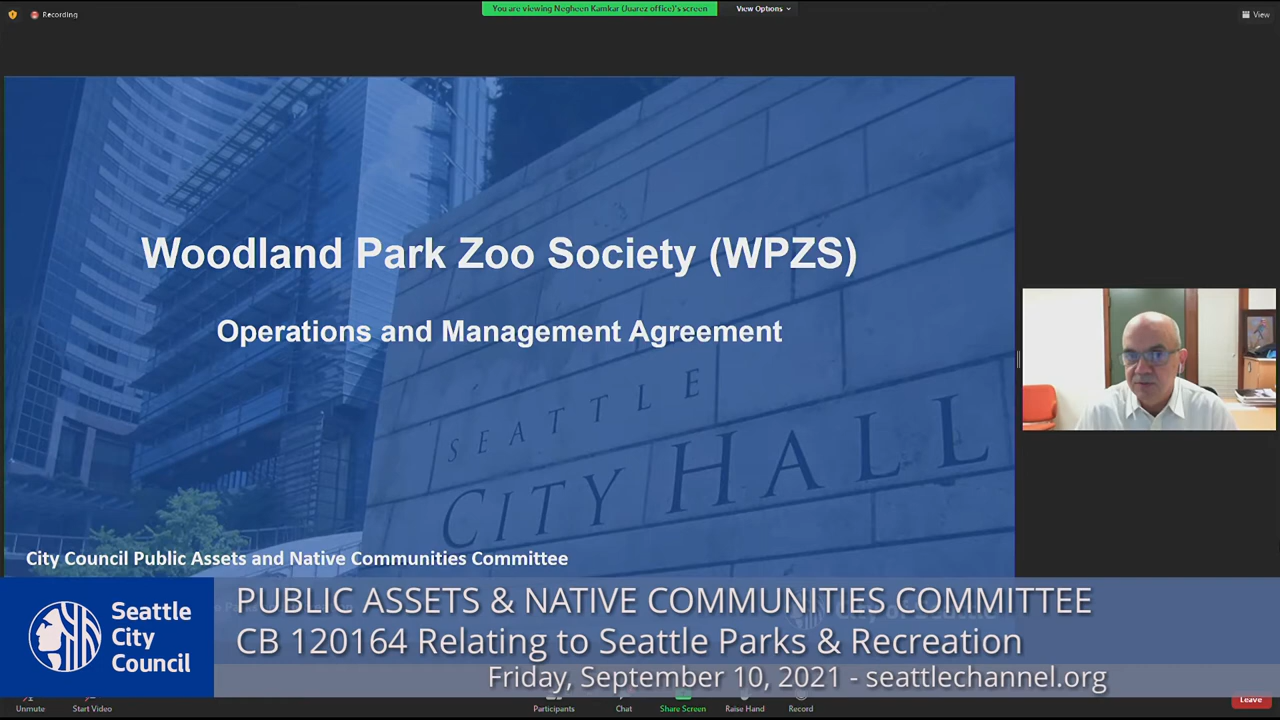 Recording
You are viewing Negheen Kamkar (Juarez office)'s screen
View Options
View
Woodland Park Zoo Society (WPZS)
Operations and Management Agreement
SEATTLE
CITY HALL
City Council Public Assets and Native Communities Committee
Seattle
City
Council
PUBLIC ASSETS & NATIVE COMMUNITIES COMMITTEE
CB 120164 Relating to Seattle Parks & Recreation
Friday, September 10, 2021 - seattlechannel.org
Unmute
Start Video
Participants
Chat
Share Screen
Raise Hand
Record
Leave